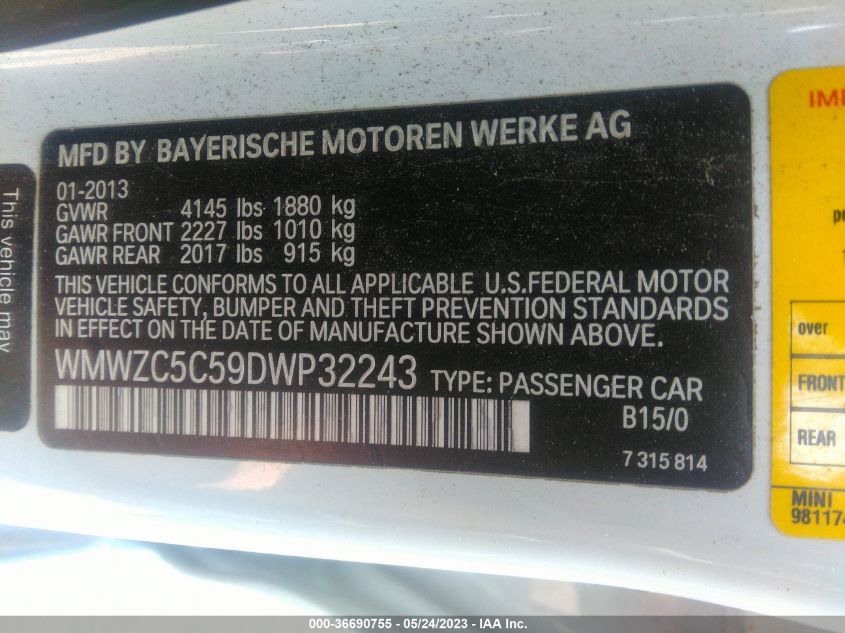 This vehicle may
MFD BY BAYERISCHE MOTOREN WERKE AG
01-2013
GVWR 4145 lbs 1880 kg
GAWR FRONT 2227 lbs 1010 kg
GAWR REAR 2017 lbs 915 kg
THIS VEHICLE CONFORMS TO ALL APPLICABLE U.S.FEDERAL MOTOR
VEHICLE SAFETY, BUMPER AND THEFT PREVENTION STANDARDS
IN EFFECT ON THE DATE OF MANUFACTURE SHOWN ABOVE.
WMWZC5C59DWP32243 TYPE: PASSENGER CAR
B15/0
7 315 814
over
FRONT
REAR
MINI
000-36690755 - 05/24/2023 - IAA Inc.